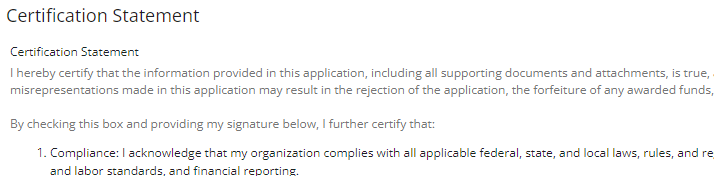 Certification Statement
Certification Statement
I hereby certify that the information provided in this application, including all supporting documents and attachments, is true,
misrepresentations made in this application may result in the rejection of the application, the forfeiture of any awarded funds,
By checking this box and providing my signature below, I further certify that:
1. Compliance: I acknowledge that my organization complies with all applicable federal, state, and local laws, rules, and re
and labor standards, and financial reporting.